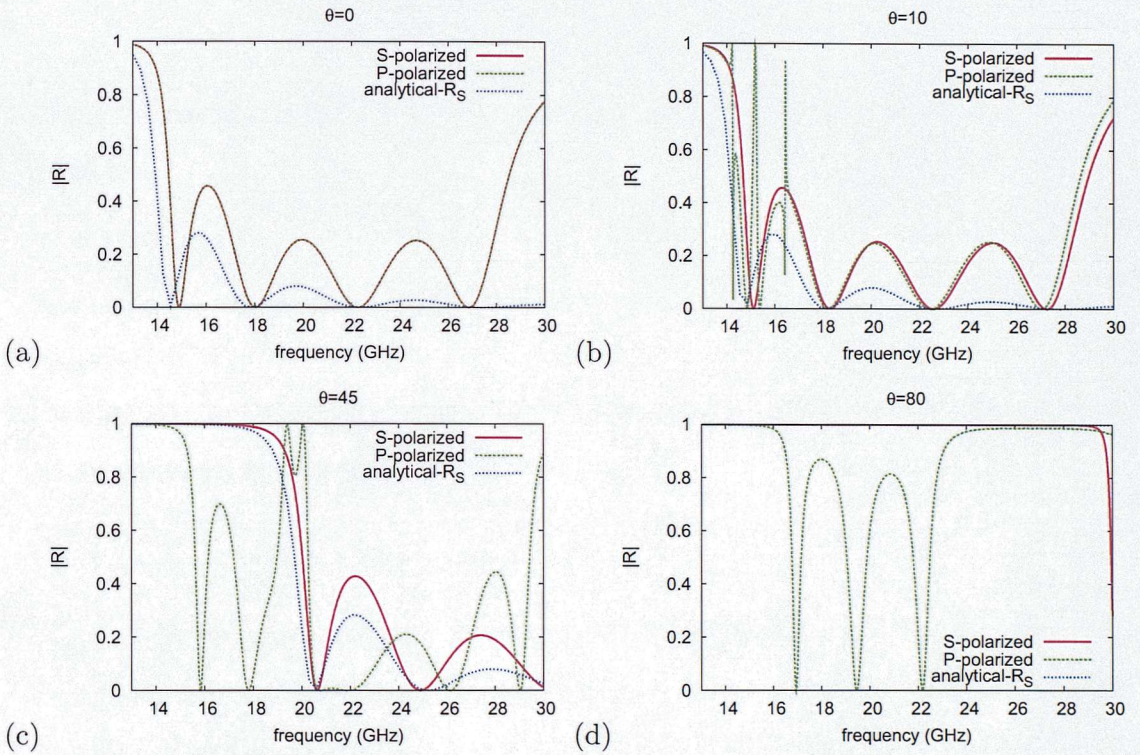 θ=0
1
0.8
0.6
0.4
0.2
0
|R|
S-polarized
P-polarized
analytical-R_S
14 16 18 20 22 24 26 28 30
frequency (GHz)
(a)
θ=10
1
0.8
0.6
0.4
0.2
0
|R|
S-polarized
P-polarized
analytical-R_S
14 16 18 20 22 24 26 28 30
frequency (GHz)
(b)
θ=45
1
0.8
0.6
0.4
0.2
0
|R|
S-polarized
P-polarized
analytical-R_S
14 16 18 20 22 24 26 28 30
frequency (GHz)
(c)
θ=80
1
0.8
0.6
0.4
0.2
0
|R|
S-polarized
P-polarized
analytical-R_S
14 16 18 20 22 24 26 28 30
frequency (GHz)
(d)